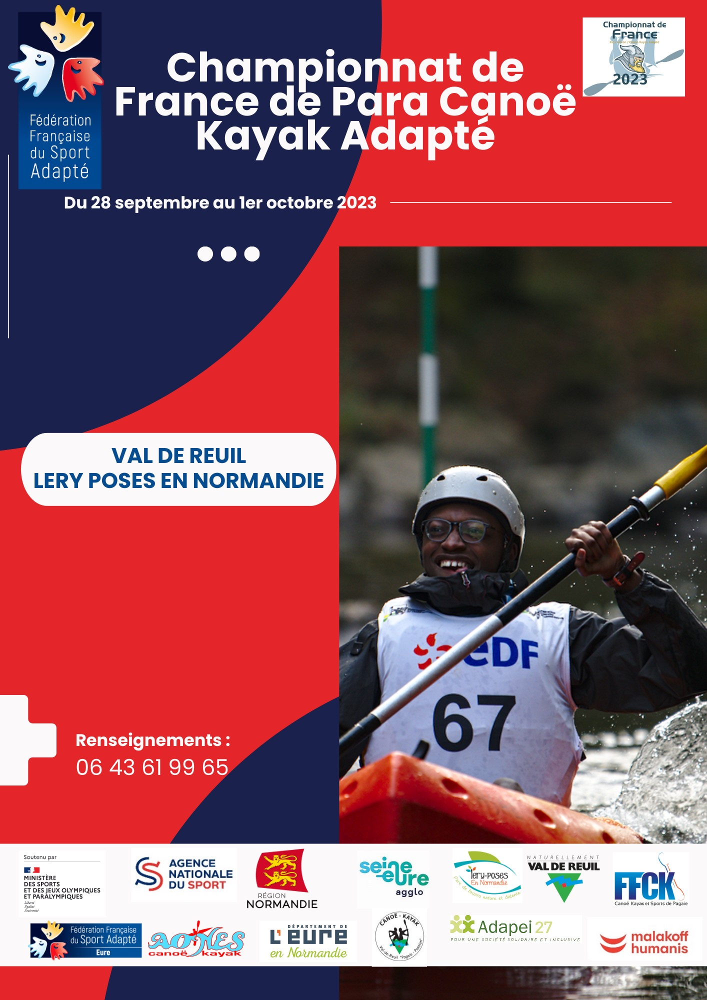 Fédération
Française
du Sport
Adapté
Championnat de
France
2023
Championnat de
France de Para Canoë
Kayak Adapté
Du 28 septembre au 1er octobre 2023
VAL DE REUIL
LERY POSES EN NORMANDIE
eDF
67
Renseignements :
06 43 61 99 65
Soutenu par
MINISTÈRE
DES SPORTS
ET DES JEUX OLYMPIQUES
ET PARALYMPIQUES
Liberté
Égalité
Fraternité
AGENCE
NATIONALE
DU SPORT
RÉGION
NORMANDIE
seine
eure
agglo
lery-poses
En Normandie
Parc de loisirs nature et détente
NATURELLEMENT
VAL DE REUIL
FFCK
Canoë Kayak et Sports de Pagaie
Fédération Française
du Sport Adapté
Eure
canoë kayak
DÉPARTEMENT DE
L'eure
en Normandie
CANOË - KAYAK
Val-de-Reuil "Pagaie - Passion"
Adapei 27
POUR UNE SOCIÉTÉ SOLIDAIRE ET INCLUSIVE
malakoff
humanis